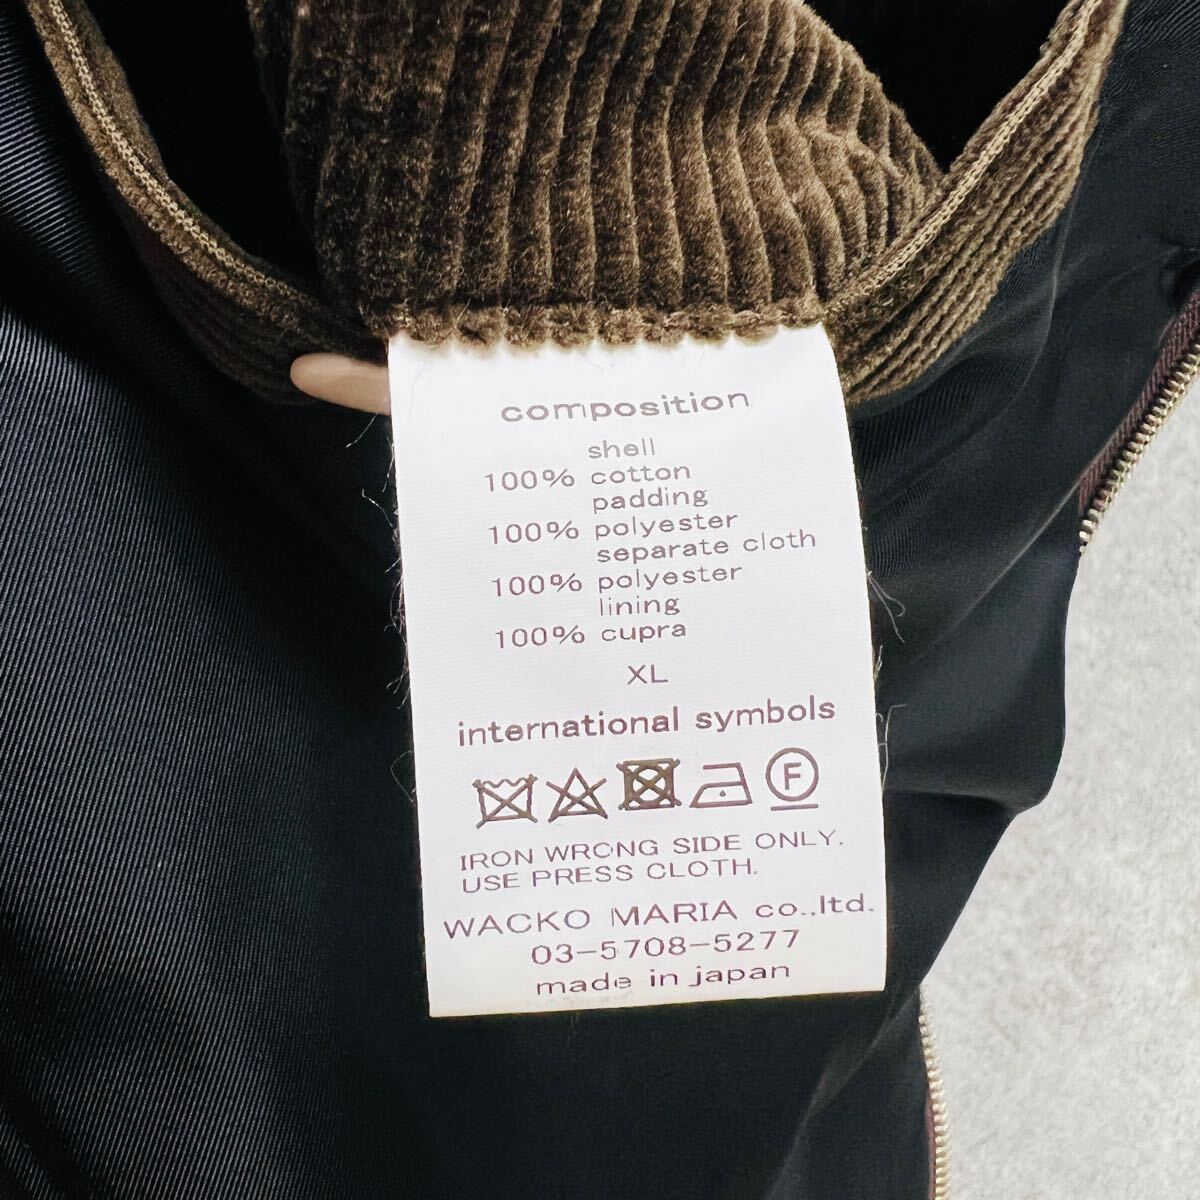 composition
shell
100% cotton
padding
100% polyester
separate cloth
100% polyester
lining
100% cupra
XL
international symbols
F
IRON WRONG SIDE ONLY.
USE PRESS CLOTH.
WACKO MARIA co.,ltd.
03-5708-5277
made in japan